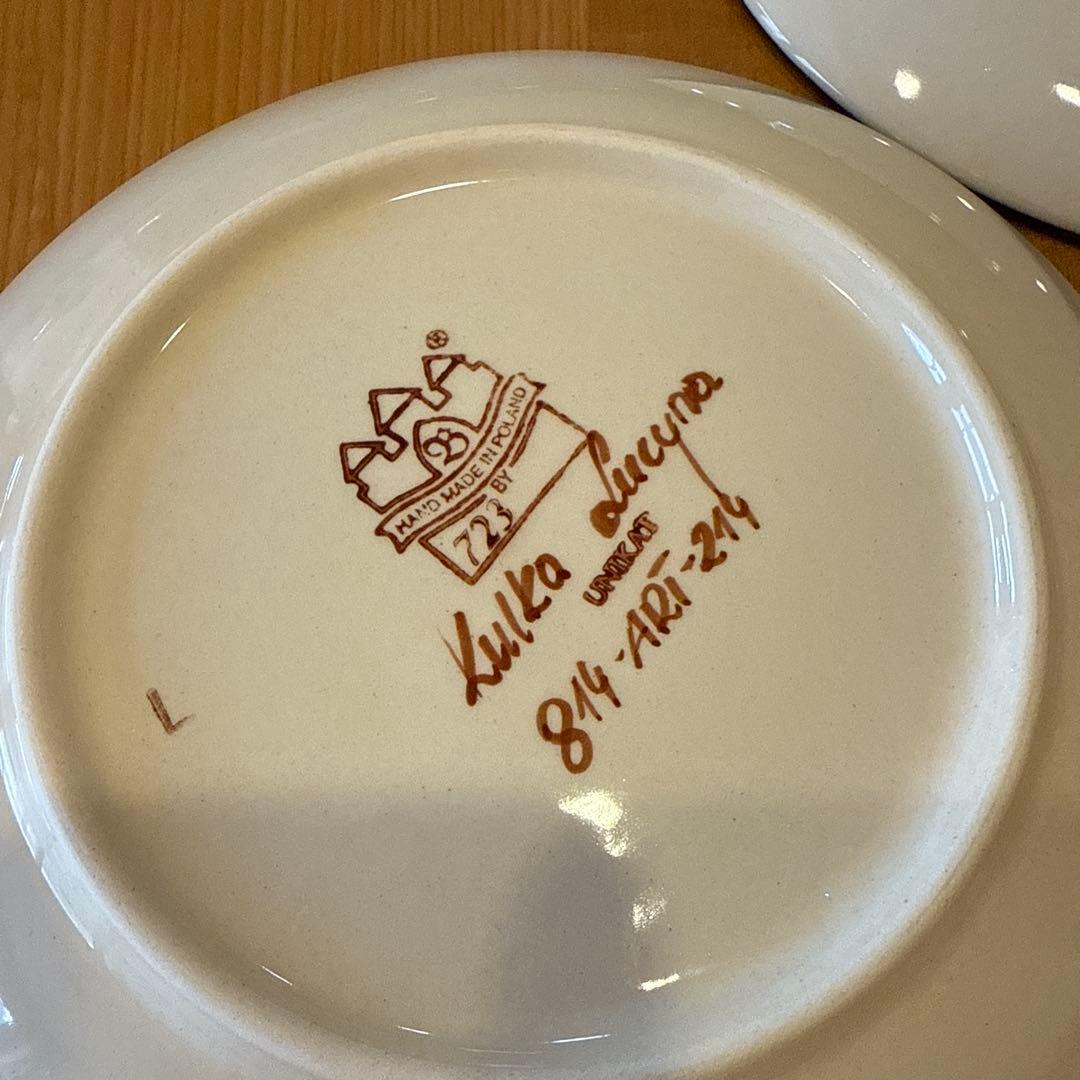 ®
B
HAND MADE IN POLAND
BY
723
Kulka Lucyna
UNIKAT
814-ART-214
L